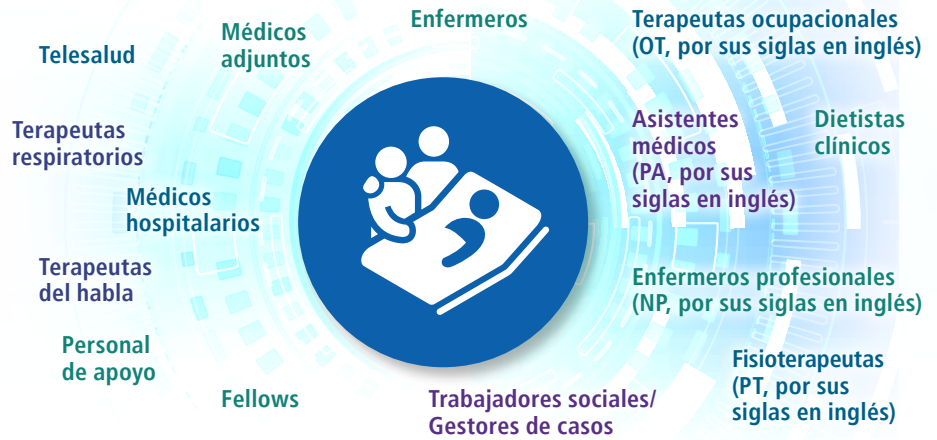 Telesalud
Médicos
adjuntos
Enfermeros
Terapeutas ocupacionales
(OT, por sus siglas en inglés)
Terapeutas
respiratorios
Asistentes
médicos
(PA, por sus
siglas en inglés)
Dietistas
clínicos
Médicos
hospitalarios
Terapeutas
del habla
Enfermeros profesionales
(NP, por sus siglas en inglés)
Personal
de apoyo
Fellows
Trabajadores sociales/
Gestores de casos
Fisioterapeutas
(PT, por sus
siglas en inglés)